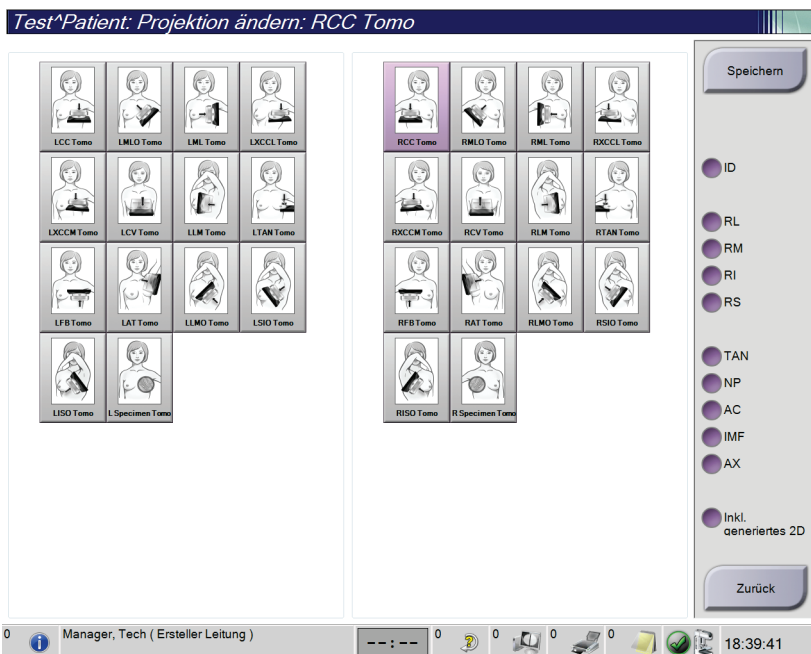 Test^Patient: Projektion ändern: RCC Tomo
LCC Tomo LMLO Tomo LML Tomo LXCCL Tomo
LXCCM Tomo LCV Tomo LLM Tomo LTAN Tomo
LFB Tomo LAT Tomo LLMO Tomo LSIO Tomo
LISO Tomo L Specimen Tomo
RCC Tomo RMLO Tomo RML Tomo RXCCL Tomo
RXCCM Tomo RCV Tomo RLM Tomo RTAN Tomo
RFB Tomo RAT Tomo RLMO Tomo RSIO Tomo
RISO Tomo R Specimen Tomo
Speichern
ID
RL
RM
RI
RS
TAN
NP
AC
IMF
AX
Inkl.
generiertes 2D
Zurück
0 Manager, Tech ( Ersteller Leitung ) --:-- 0 0 0 0 18:39:41